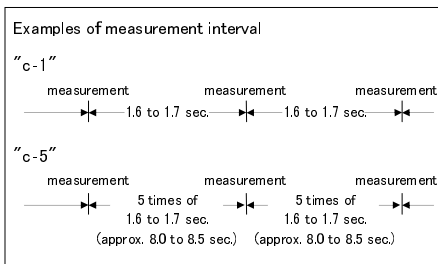 Examples of measurement interval
"c-1"
measurement measurement measurement
1.6 to 1.7 sec. 1.6 to 1.7 sec.
"c-5"
measurement measurement measurement
5 times of 5 times of
1.6 to 1.7 sec. 1.6 to 1.7 sec.
(approx. 8.0 to 8.5 sec.) (approx. 8.0 to 8.5 sec.)